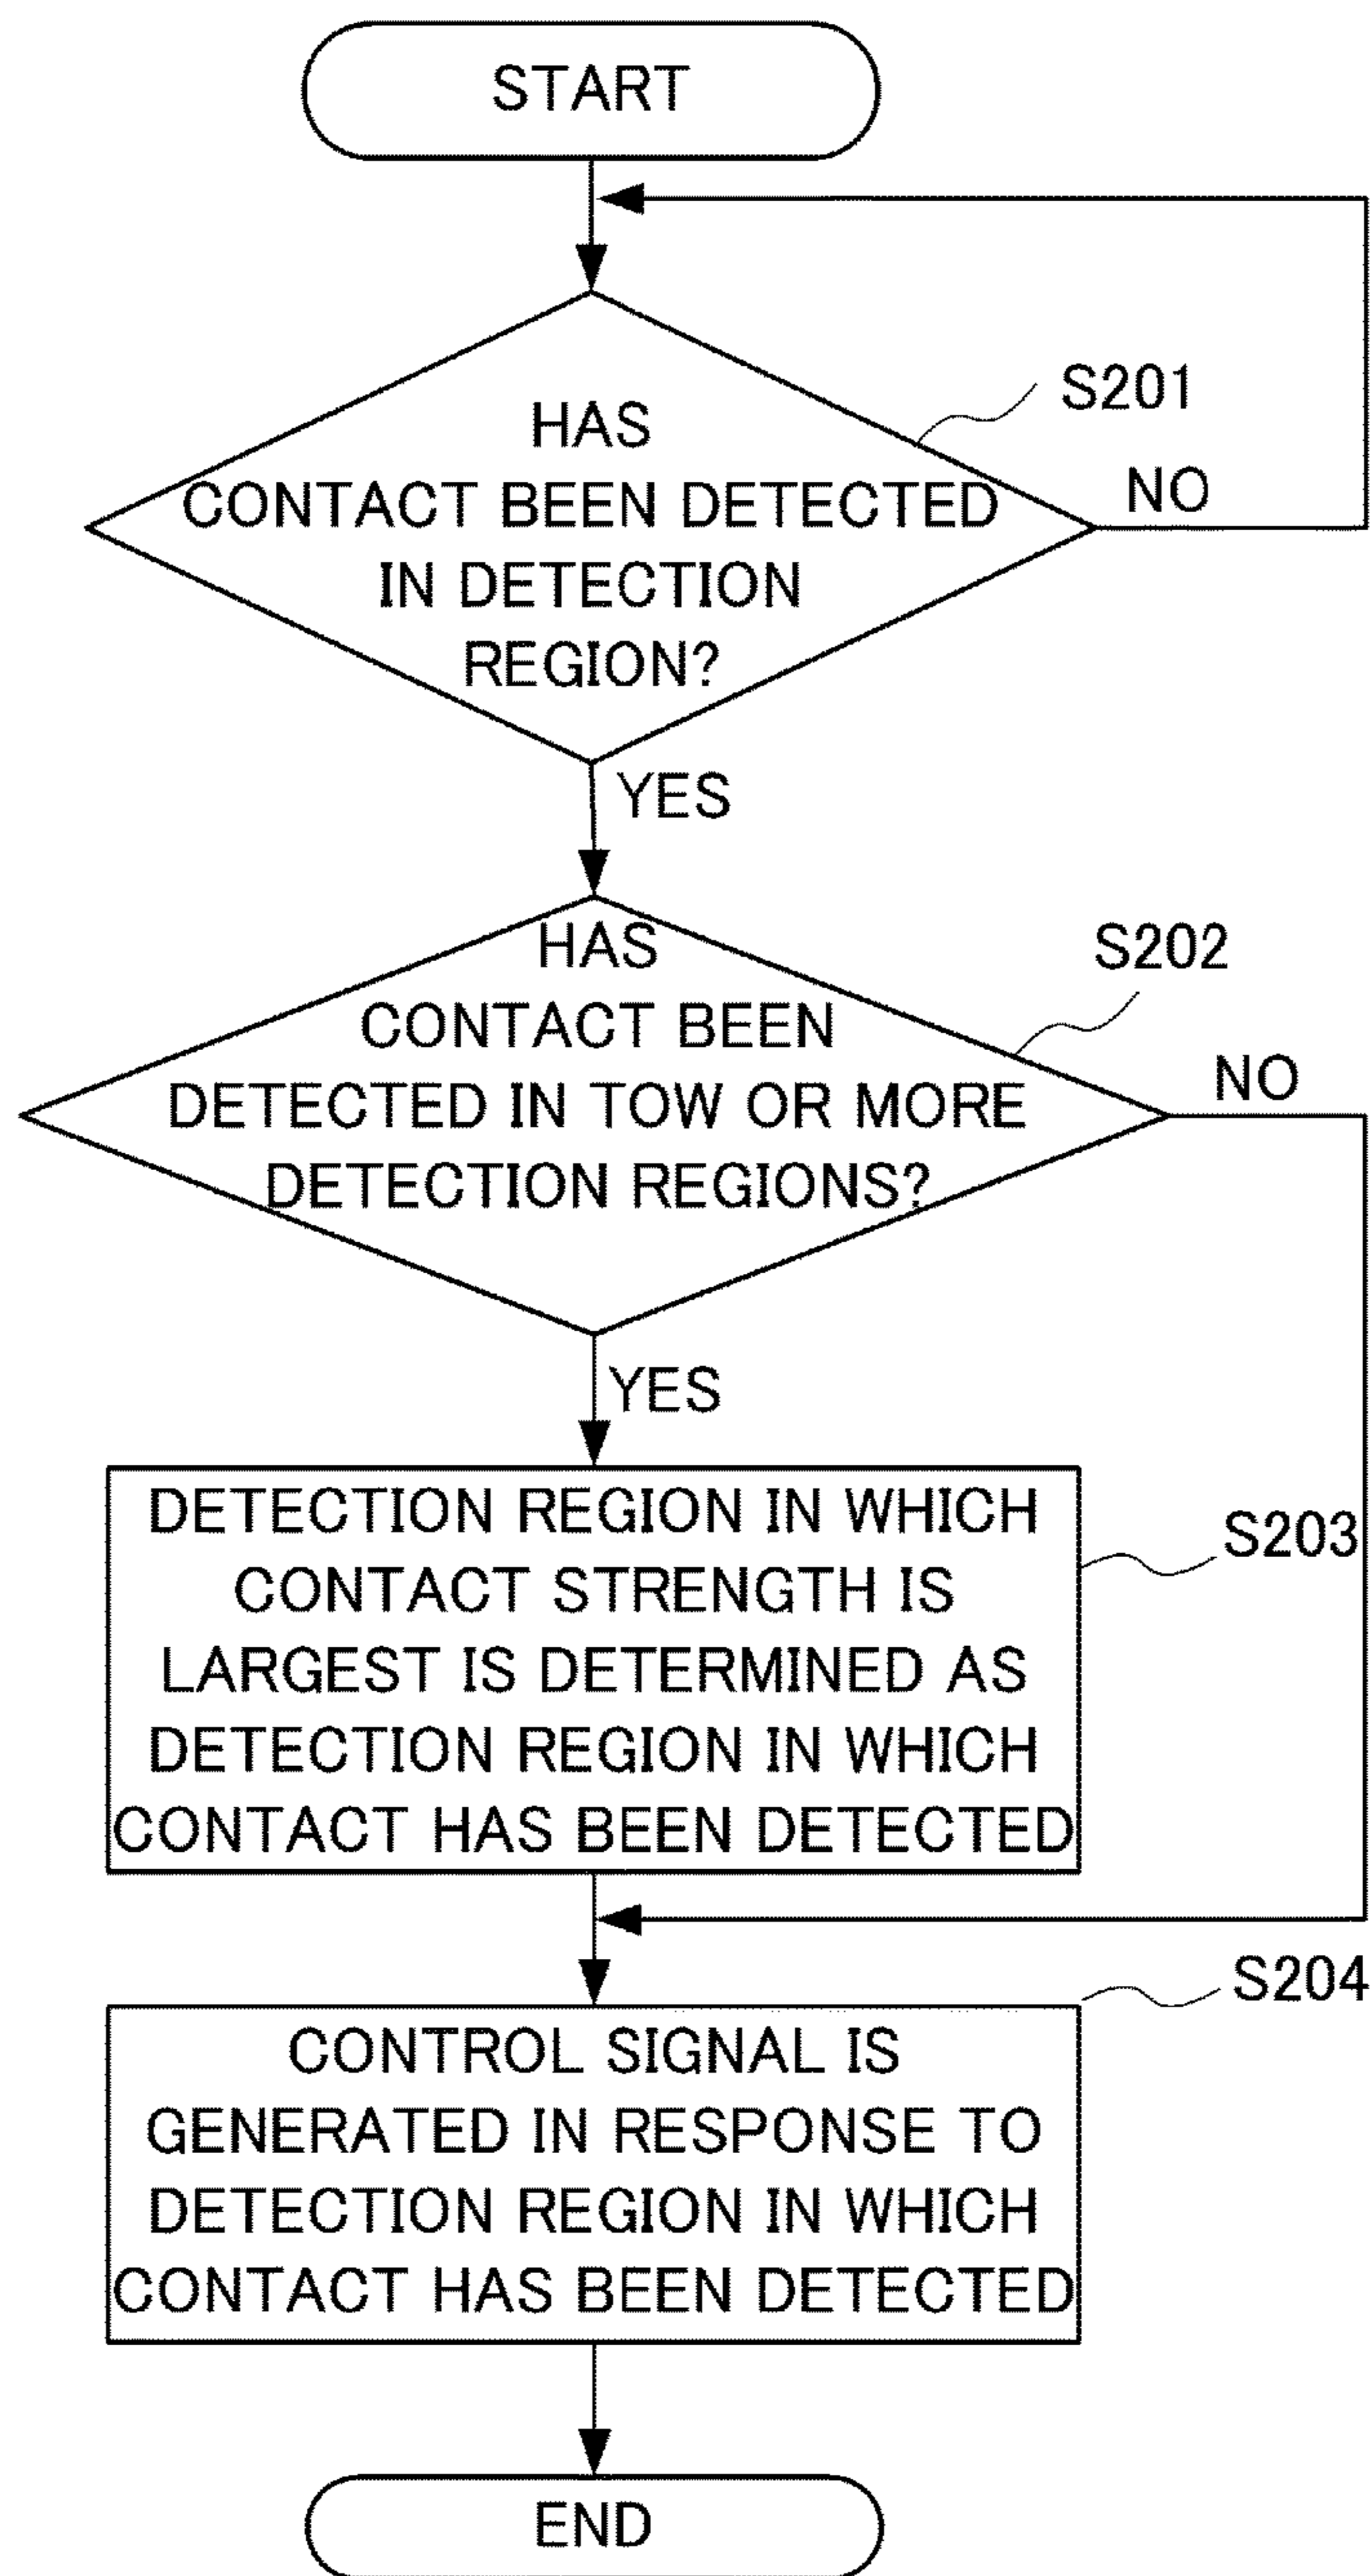 START
HAS
CONTACT BEEN DETECTED
IN DETECTION
REGION?
S201
NO
YES
HAS
CONTACT BEEN
DETECTED IN TOW OR MORE
DETECTION REGIONS?
S202
NO
YES
DETECTION REGION IN WHICH
CONTACT STRENGTH IS
LARGEST IS DETERMINED AS
DETECTION REGION IN WHICH
CONTACT HAS BEEN DETECTED
S203
CONTROL SIGNAL IS
GENERATED IN RESPONSE TO
DETECTION REGION IN WHICH
CONTACT HAS BEEN DETECTED
S204
END